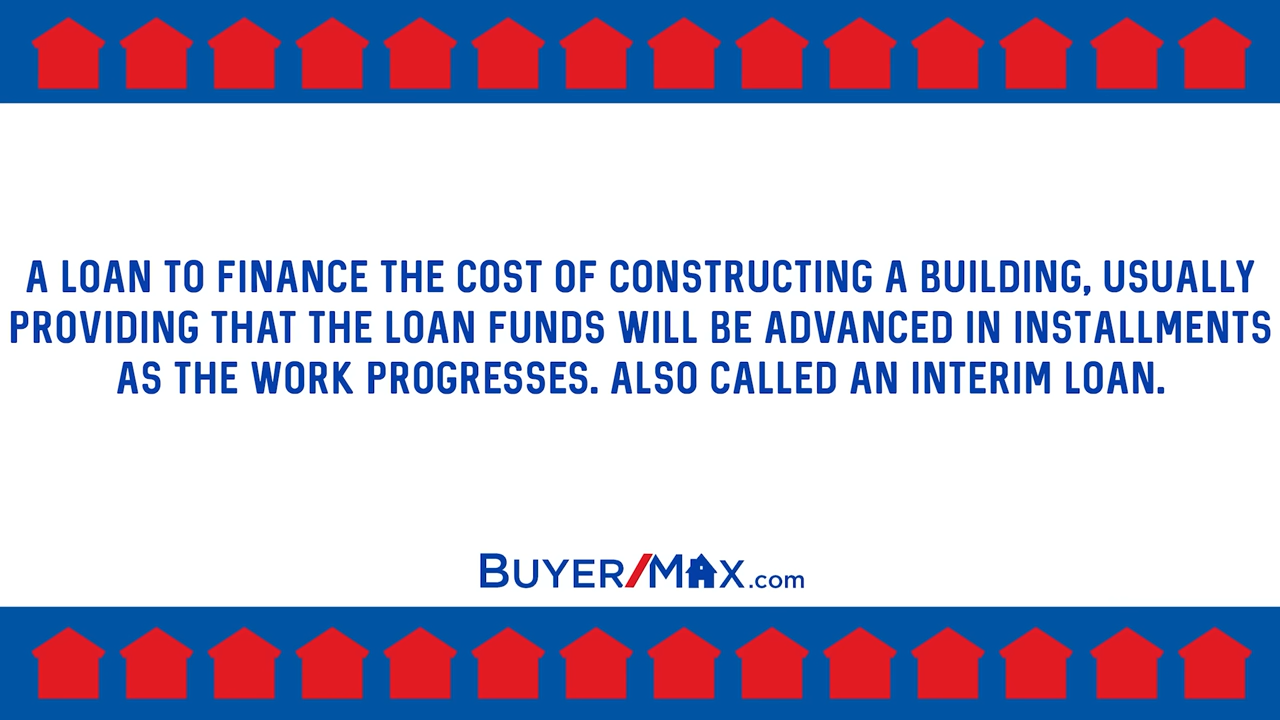 A LOAN TO FINANCE THE COST OF CONSTRUCTING A BUILDING, USUALLY
PROVIDING THAT THE LOAN FUNDS WILL BE ADVANCED IN INSTALLMENTS
AS THE WORK PROGRESSES. ALSO CALLED AN INTERIM LOAN.
BUYER/MAX.com